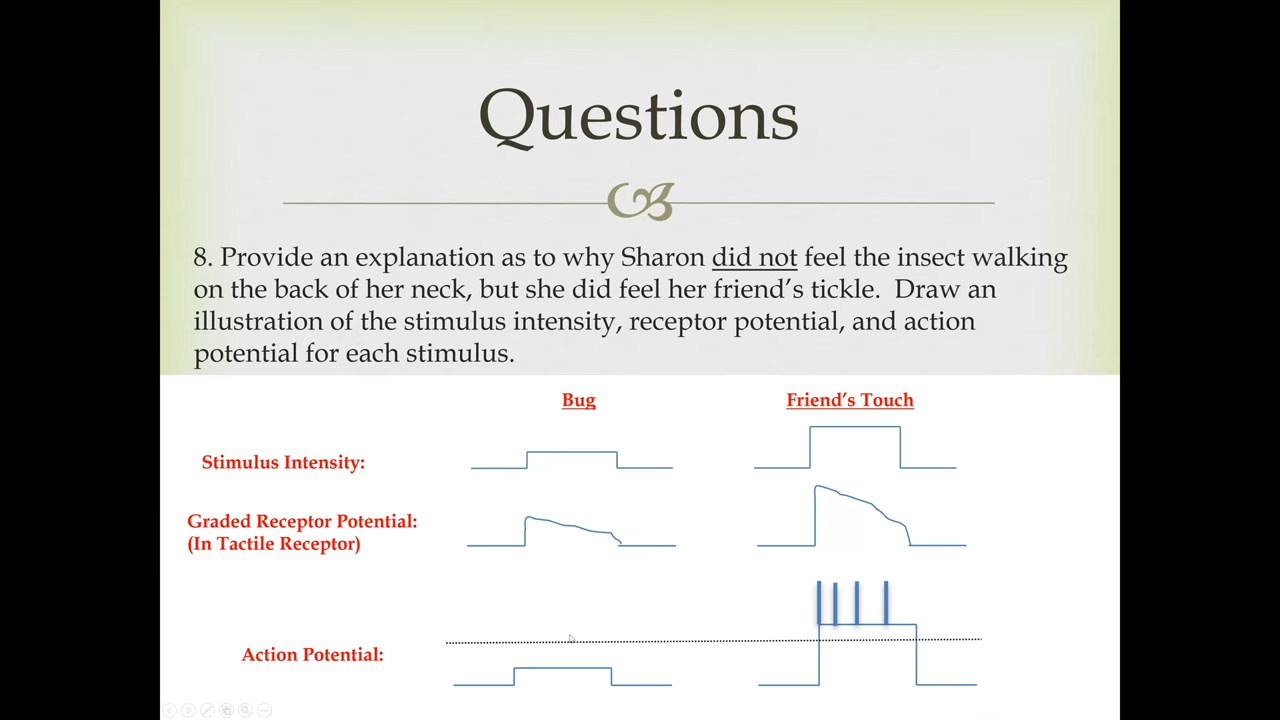 Questions
8. Provide an explanation as to why Sharon did not feel the insect walking
on the back of her neck, but she did feel her friend’s tickle. Draw an
illustration of the stimulus intensity, receptor potential, and action
potential for each stimulus.
Bug
Friend’s Touch
Stimulus Intensity:
Graded Receptor Potential:
(In Tactile Receptor)
Action Potential: